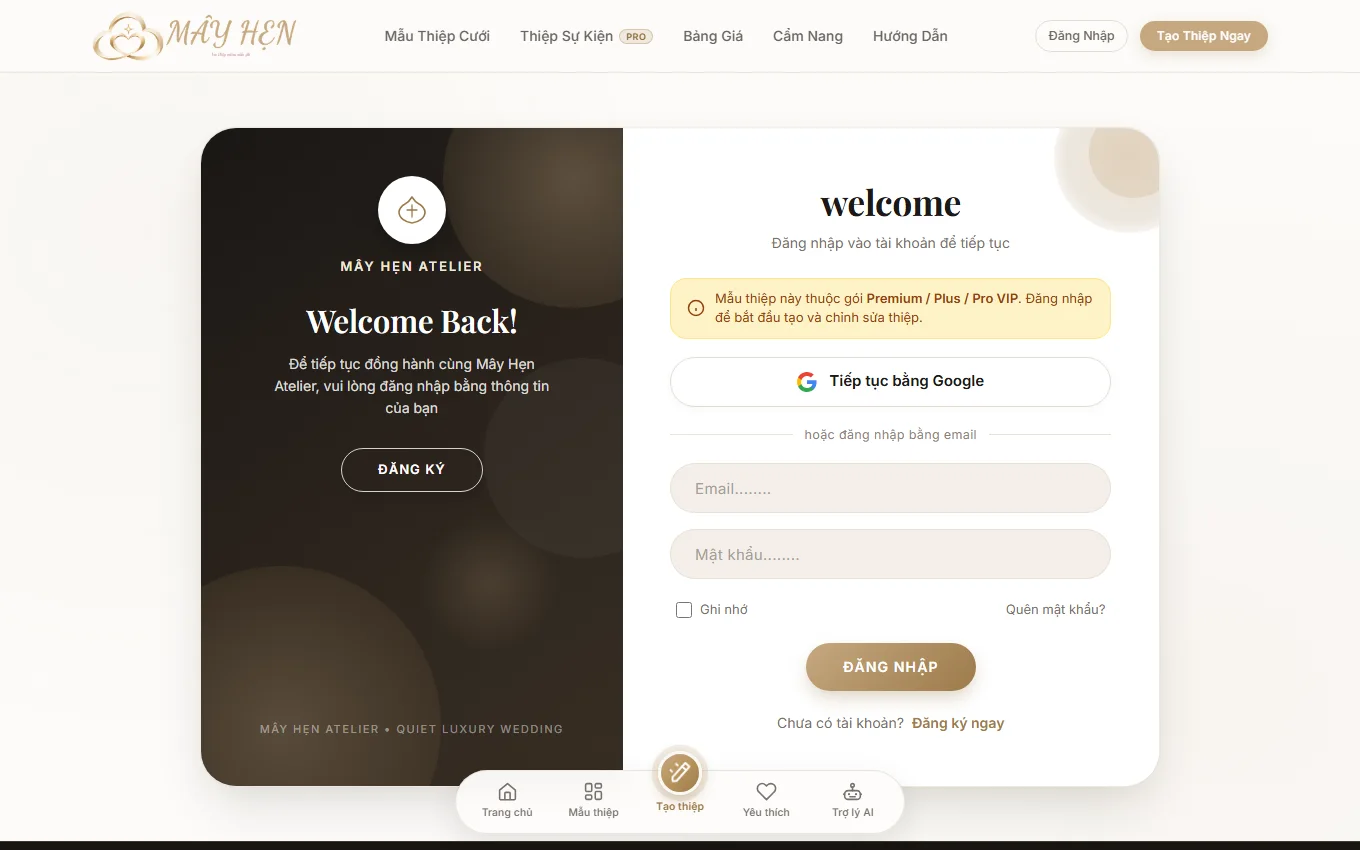 MÂY HẸN
Mẫu Thiệp Cưới
Thiệp Sự Kiện PRO
Bảng Giá
Cẩm Nang
Hướng Dẫn
Đăng Nhập
Tạo Thiệp Ngay
MÂY HẸN ATELIER
Welcome Back!
Để tiếp tục đồng hành cùng Mây Hẹn
Atelier, vui lòng đăng nhập bằng thông tin
của bạn
ĐĂNG KÝ
MÂY HẸN ATELIER • QUIET LUXURY WEDDING
welcome
Đăng nhập vào tài khoản để tiếp tục
Mẫu thiệp này thuộc gói Premium / Plus / Pro VIP. Đăng nhập
để bắt đầu tạo và chỉnh sửa thiệp.
Tiếp tục bằng Google
hoặc đăng nhập bằng email
Email........
Mật khẩu........
Ghi nhớ
Quên mật khẩu?
ĐĂNG NHẬP
Chưa có tài khoản? Đăng ký ngay
Trang chủ
Mẫu thiệp
Tạo thiệp
Yêu thích
Trợ lý AI